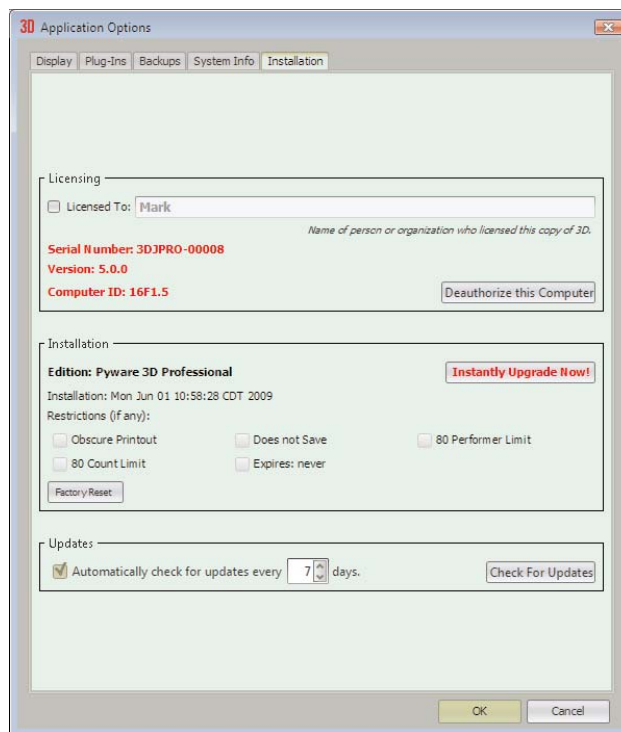 3D Application Options
Display Plug-Ins Backups System Info Installation
Licensing
Licensed To: Mark
Name of person or organization who licensed this copy of 3D.
Serial Number: 3DJPRO-00008
Version: 5.0.0
Computer ID: 16F1.5
Deauthorize this Computer
Installation
Edition: Pyware 3D Professional
Instantly Upgrade Now!
Installation: Mon Jun 01 10:58:28 CDT 2009
Restrictions (if any):
Obscure Printout Does not Save 80 Performer Limit
80 Count Limit Expires: never
Factory Reset
Updates
Automatically check for updates every 7 days.
Check For Updates
OK Cancel